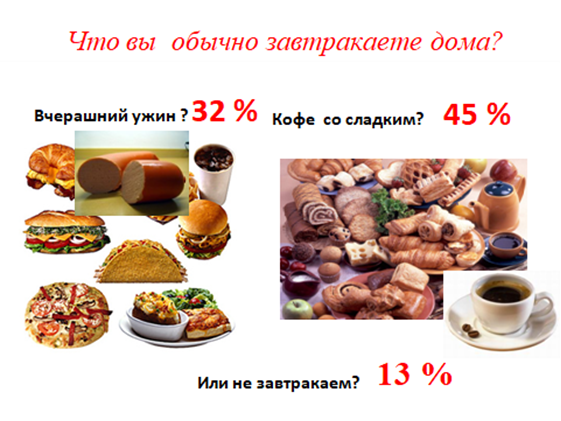 Что вы обычно завтракаете дома?
Вчерашний ужин ? 32 %
Кофе со сладким? 45 %
Или не завтракаем? 13 %